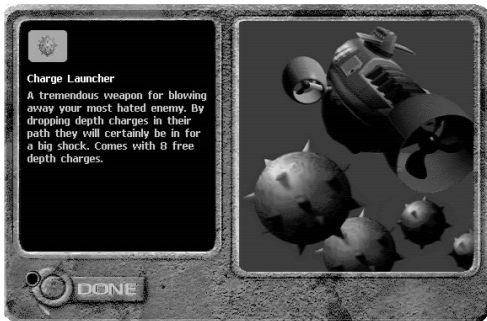 Charge Launcher
A tremendous weapon for blowing
away your most hated enemy. By
dropping depth charges in their
path they will certainly be in for
a big shock. Comes with 8 free
depth charges.
DONE